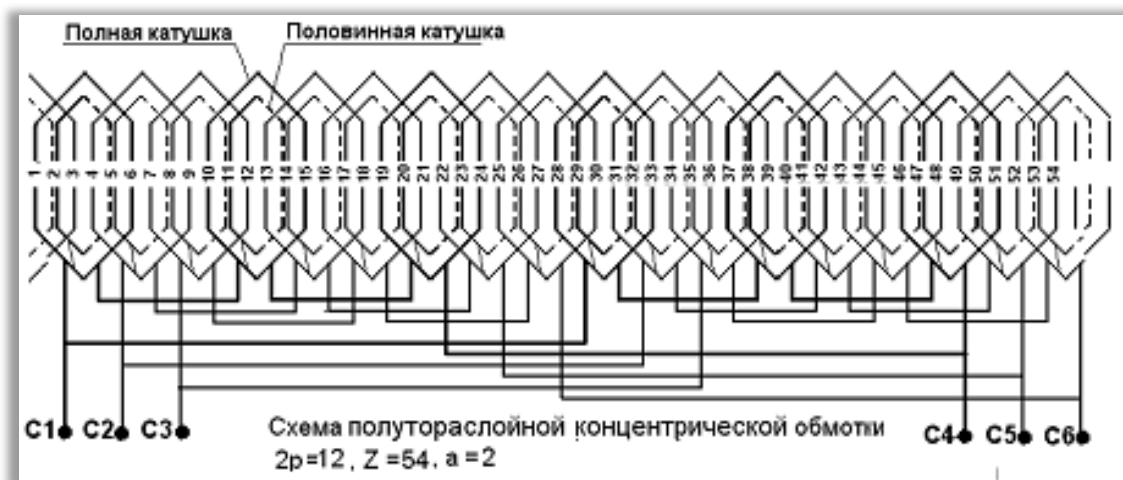 Полная катушка
Половинная катушка
1 2 3 4 5 6 7 8 9 10 11 12 13 14 15 16 17 18 19 20 21 22 23 24 25 26 27 28 29 30 31 32 33 34 35 36 37 38 39 40 41 42 43 44 45 46 47 48 49 50 51 52 53 54
C1 C2 C3 C4 C5 C6
Схема полутораслойной концентрической обмотки
2p=12, Z=54, a=2